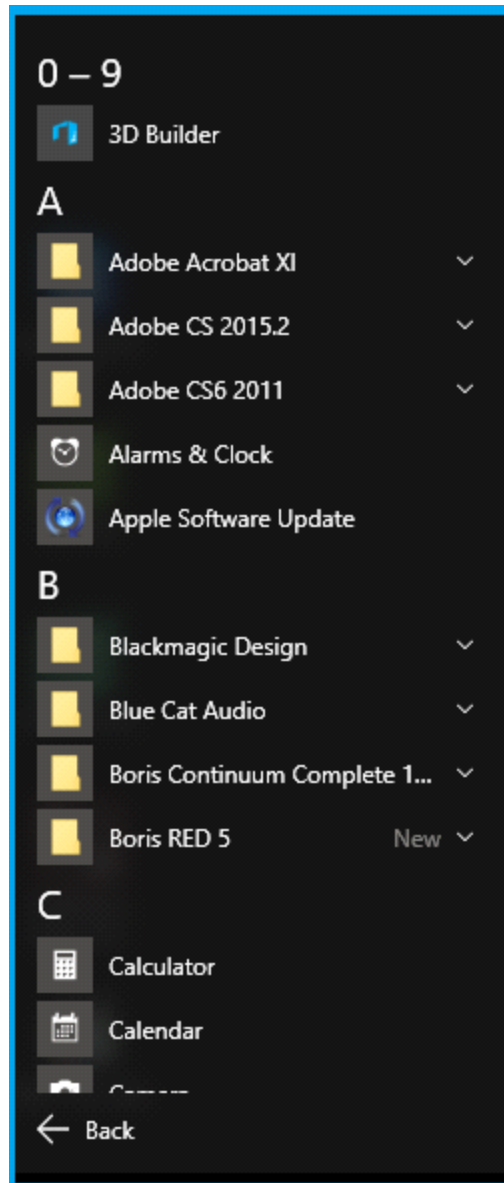 0 – 9
3D Builder
A
Adobe Acrobat XI
Adobe CS 2015.2
Adobe CS6 2011
Alarms & Clock
Apple Software Update
B
Blackmagic Design
Blue Cat Audio
Boris Continuum Complete 1...
Boris RED 5 New
C
Calculator
Calendar
Back